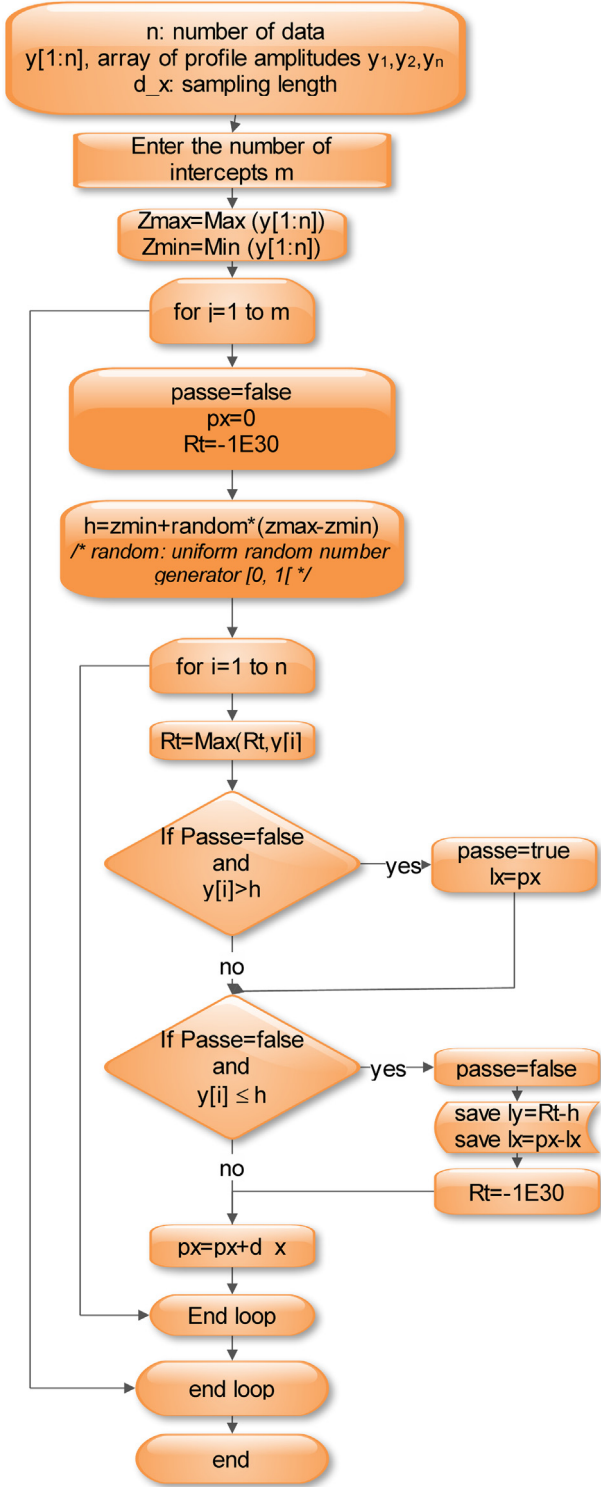 n: number of data
y[1:n], array of profile amplitudes y₁,y₂,yₙ
d_x: sampling length
Enter the number of
intercepts m
Zmax=Max (y[1:n])
Zmin=Min (y[1:n])
for j=1 to m
passe=false
px=0
Rt=-1E30
h=zmin+random*(zmax-zmin)
/* random: uniform random number
generator [0, 1[ */
for i=1 to n
Rt=Max(Rt,y[i]
If Passe=false
and
y[i]>h
yes
passe=true
lx=px
no
If Passe=false
and
y[i] ≤ h
yes
passe=false
save ly=Rt-h
save lx=px-lx
no
Rt=-1E30
px=px+d x
End loop
end loop
end